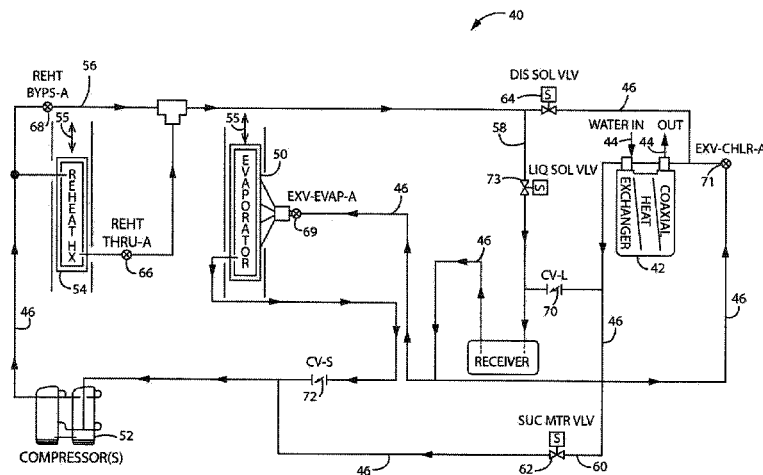 40
REHT
BYPS-A
56
DIS SOL VLV
S
64
46
68
55
55
58
WATER IN
OUT
44
44
EXV-CHLR-A
50
LIQ SOL VLV
73
S
71
REHEAT HX
EVAPORATOR
EXV-EVAP-A
46
REHT
THRU-A
69
COAXIAL
HEAT
EXCHANGER
66
46
42
54
CV-L
46
46
46
70
CV-S
RECEIVER
72
SUC MTR VLV
S
52
COMPRESSOR(S)
46
62
60